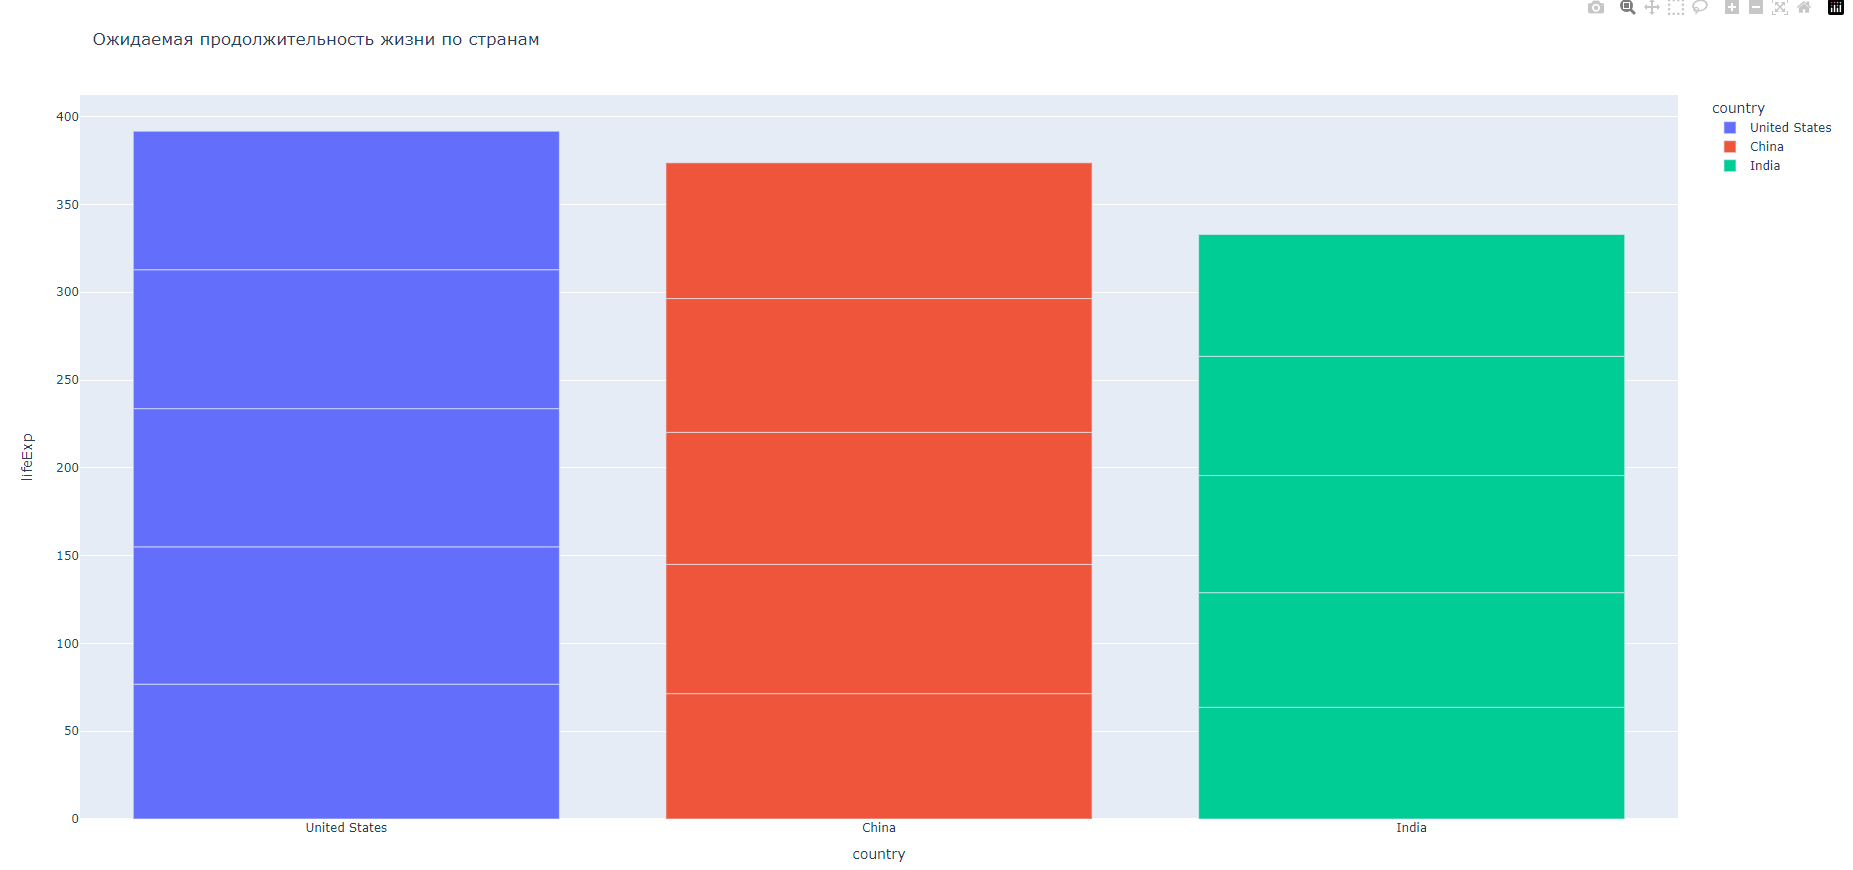 Ожидаемая продолжительность жизни по странам
country
United States
China
India
400
350
300
250
200
150
100
50
0
lifeExp
United States
China
India
country